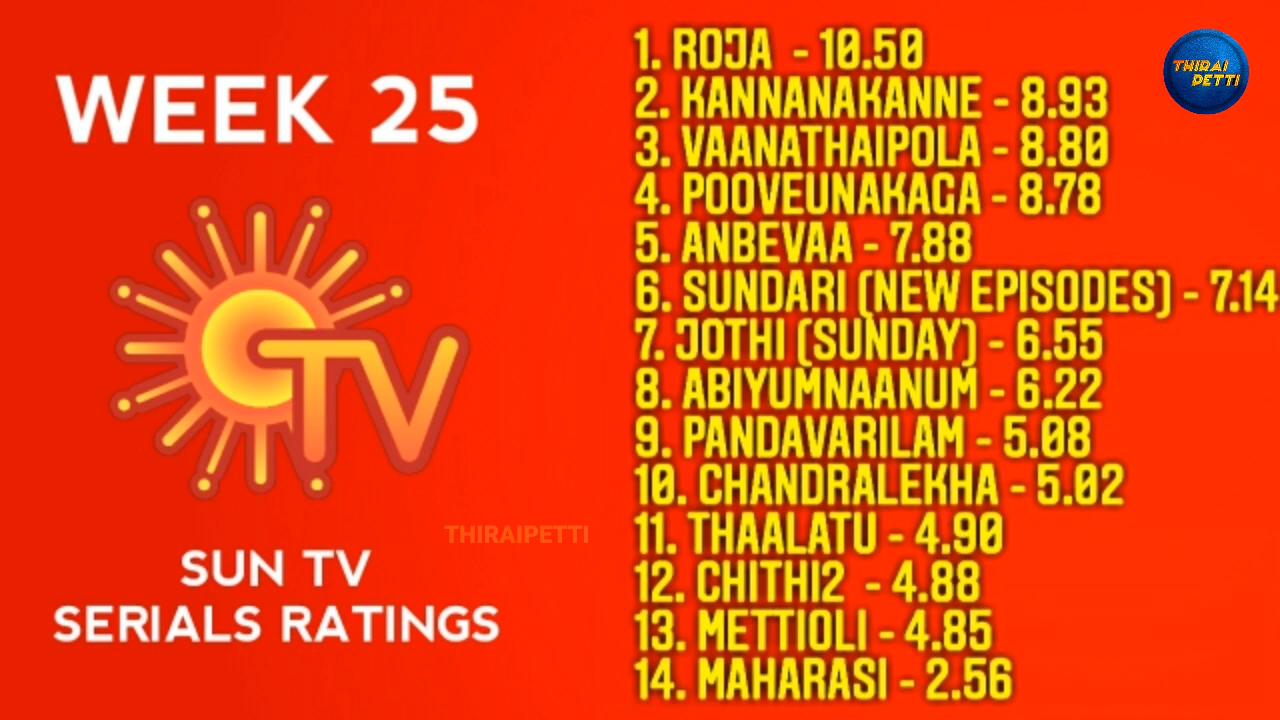 WEEK 25
TV
SUN TV
SERIALS RATINGS
THIRAIPETTI
1. ROJA - 10.50
2. KANNANAKANNE - 8.93
3. VAANATHAIPOLA - 8.80
4. POOVEUNAKAGA - 8.78
5. ANBEVAA - 7.88
6. SUNDARI (NEW EPISODES) - 7.14
7. JOTHI (SUNDAY) - 6.55
8. ABIYUMNAANUM - 6.22
9. PANDAVARILAM - 5.08
10. CHANDRALEKHA - 5.02
11. THAALATU - 4.90
12. CHITHI2 - 4.88
13. METTIOLI - 4.85
14. MAHARASI - 2.56
THIRAI
PETTI